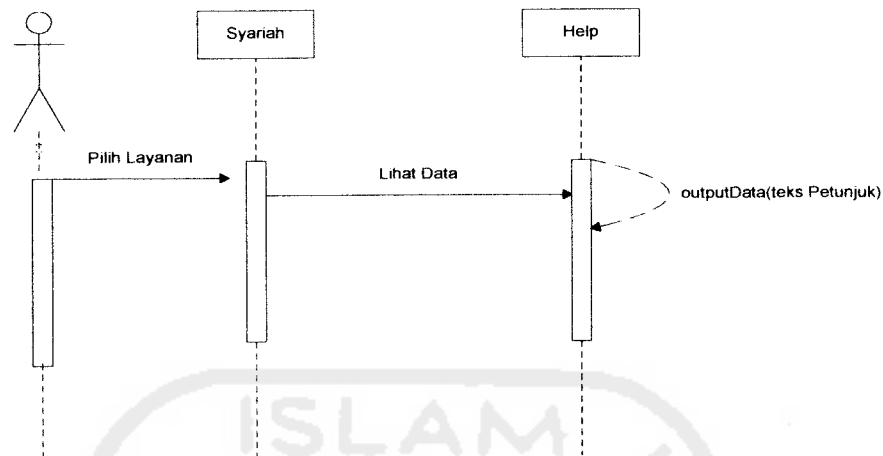 Syariah
Help
Pilih Layanan
Lihat Data
outputData(teks Petunjuk)
ISLAM